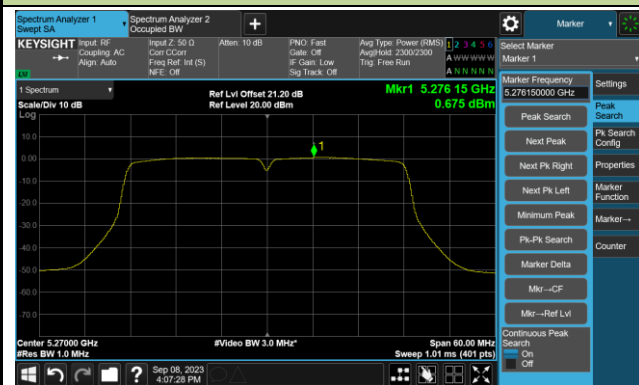 Spectrum Analyzer 1
Swept SA
Spectrum Analyzer 2
Occupied BW
+
Marker
KEYSIGHT
Input: RF
Coupling: AC
Align: Auto
Input Z: 50 Ω
Corr CCorr
Freq Ref: Int (S)
NFE: Off
Atten: 10 dB
PNO: Fast
Gate: Off
IF Gain: Low
Sig Track: Off
Avg Type: Power (RMS)
Avg|Hold: 2300/2300
Trig: Free Run
1 2 3 4 5 6
A W W W W W
A N N N N N
Select Marker
Marker 1
1 Spectrum
Scale/Div 10 dB
Log
Ref Lvl Offset 21.20 dB
Ref Level 20.00 dBm
Mkr1 5.276 15 GHz
0.675 dBm
10.0
0.00
-10.0
-20.0
-30.0
-40.0
-50.0
-60.0
-70.0
1
Center 5.27000 GHz
#Res BW 1.0 MHz
#Video BW 3.0 MHz*
Span 60.00 MHz
Sweep 1.01 ms (401 pts)
Marker Frequency
5.276150000 GHz
Peak Search
Next Peak
Next Pk Right
Next Pk Left
Minimum Peak
Pk-Pk Search
Marker Delta
Mkr→CF
Mkr→Ref Lvl
Continuous Peak
Search
On
Off
Settings
Peak
Search
Pk Search
Config
Properties
Marker
Function
Marker→
Counter
?
Sep 08, 2023
4:07:28 PM